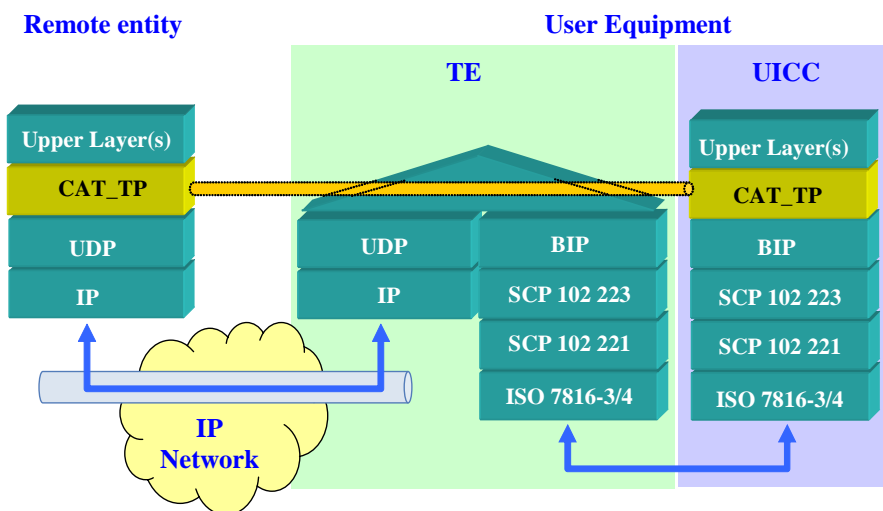 Remote entity
User Equipment
TE
UICC
Upper Layer(s)
CAT_TP
UDP
IP
UDP
IP
BIP
SCP 102 223
SCP 102 221
ISO 7816-3/4
Upper Layer(s)
CAT_TP
BIP
SCP 102 223
SCP 102 221
ISO 7816-3/4
IP
Network